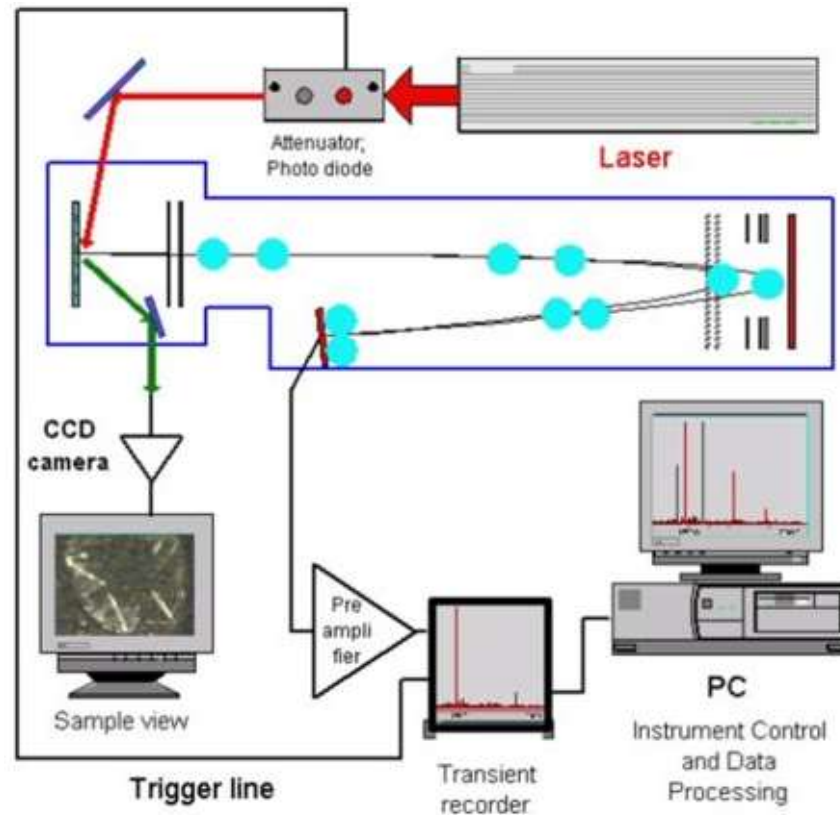 Attenuator;
Photo diode
Laser
CCD
camera
Sample view
Pre
ampli
fier
Trigger line
Transient
recorder
PC
Instrument Control
and Data
Processing